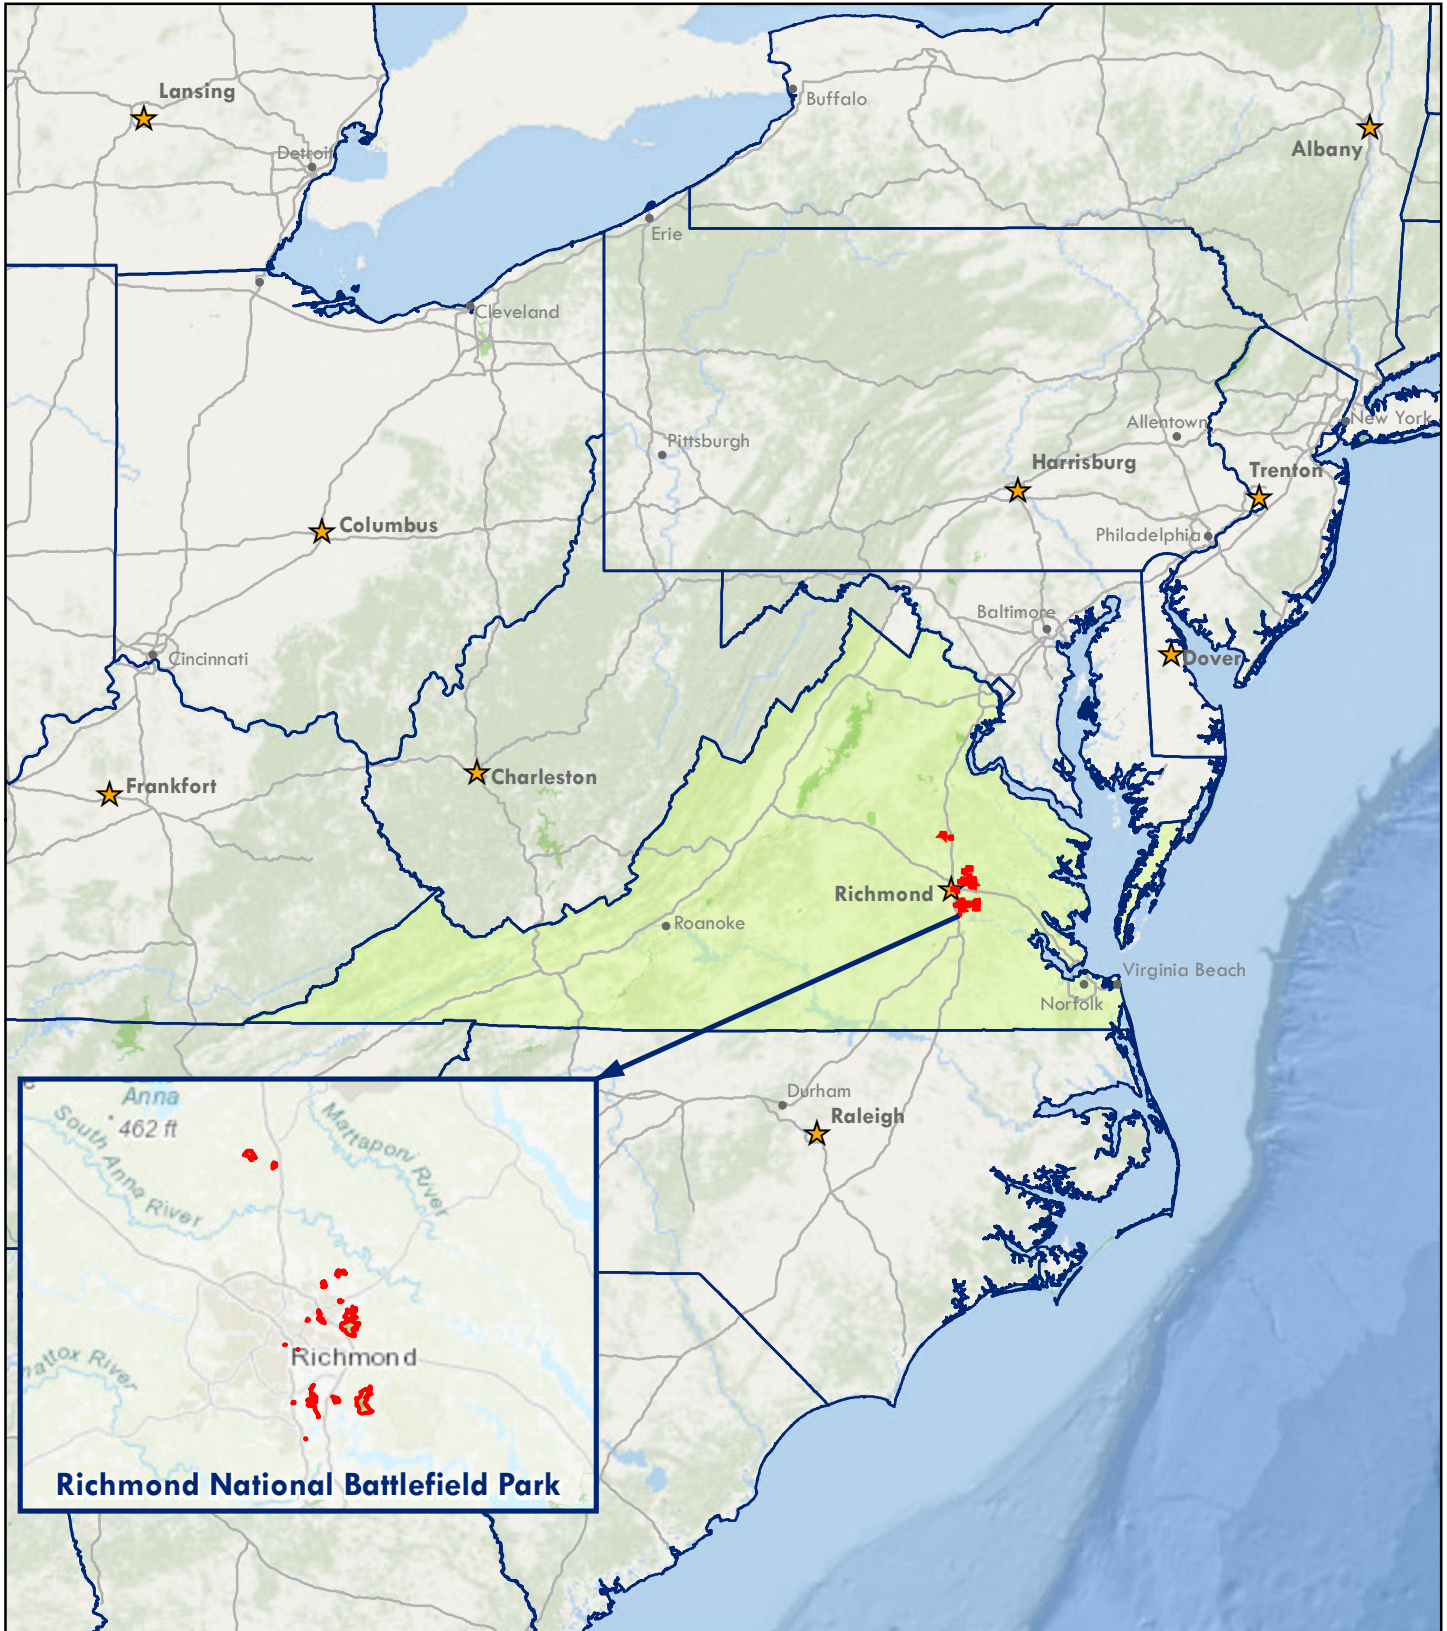 Lansing
Detroit
Buffalo
Albany
Erie
Cleveland
Pittsburgh
Allentown
New York
Harrisburg
Trenton
Columbus
Philadelphia
Baltimore
Cincinnati
Dover
Frankfort
Charleston
Richmond
Roanoke
Virginia Beach
Norfolk
Durham
Raleigh
Anna
462 ft
South Anna River
Mattaponi River
Richmond
attox River
Richmond National Battlefield Park